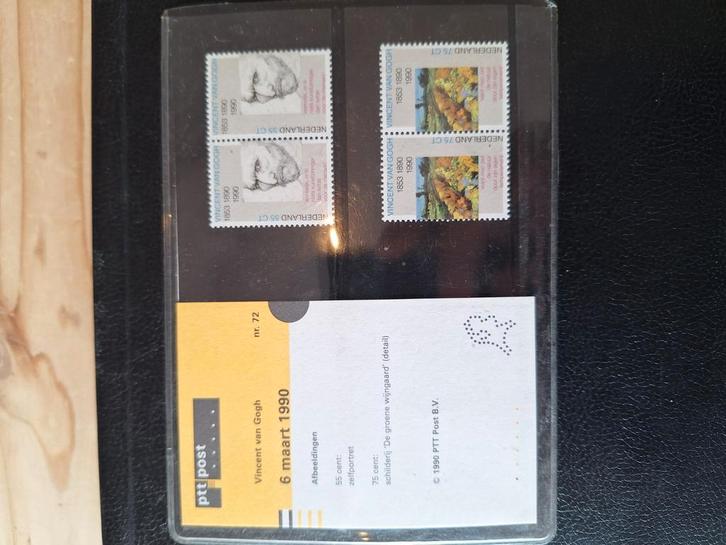 VINCENT VAN GOGH
1853 1890
1990
NEDERLAND 55 CT
VINCENT VAN GOGH
1853 1890
1990
NEDERLAND 55 CT
VINCENT VAN GOGH
1853 1890
1990
NEDERLAND 75 CT
VINCENT VAN GOGH
1853 1890
1990
NEDERLAND 75 CT
ptt post
Vincent van Gogh
nr. 72
6 maart 1990
Afbeeldingen
55 cent:
zelfportret
75 cent:
schilderij 'De groene wijngaard' (detail)
© 1990 PTT Post B.V.